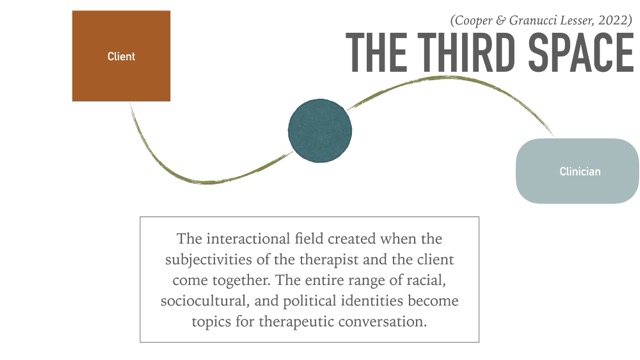 (Cooper & Granucci Lesser, 2022)
THE THIRD SPACE
Client
Clinician
The interactional field created when the
subjectivities of the therapist and the client
come together. The entire range of racial,
sociocultural, and political identities become
topics for therapeutic conversation.